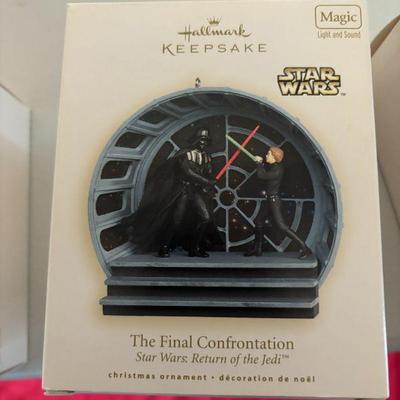 Hallmark
KEEPSAKE
Magic
Light and Sound
STAR
WARS™
The Final Confrontation
Star Wars: Return of the Jedi™
christmas ornament • décoration de noël